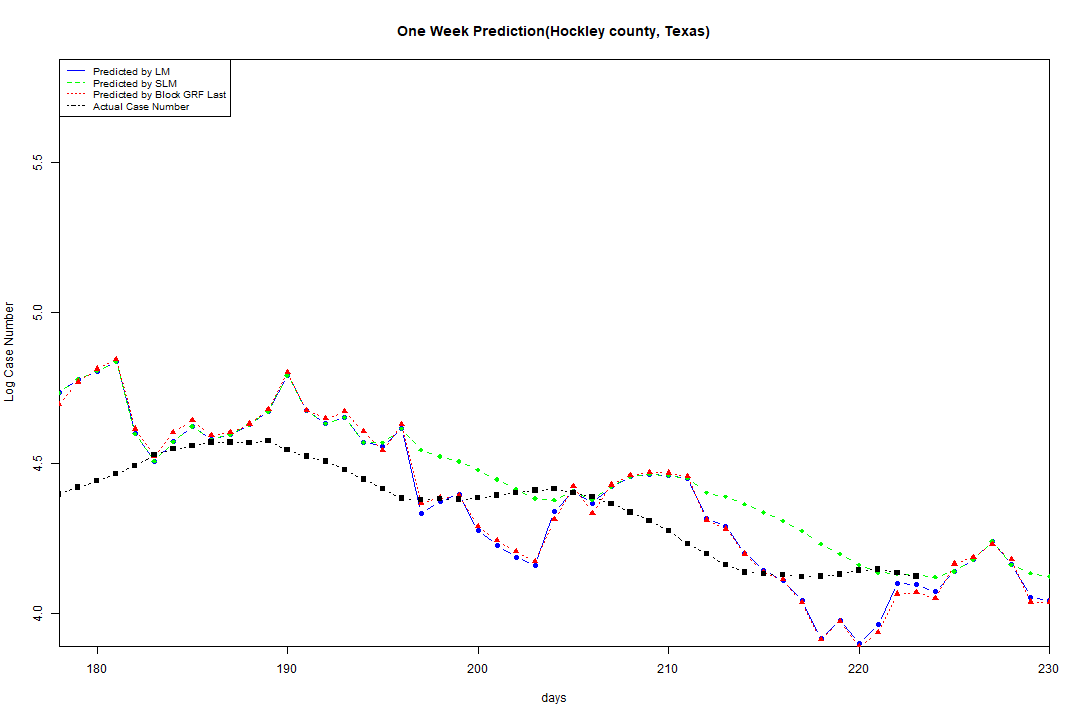 One Week Prediction(Hockley county, Texas)
Predicted by LM
Predicted by SLM
Predicted by Block GRF Last
Actual Case Number
5.5
5.0
4.5
4.0
Log Case Number
180 190 200 210 220 230
days